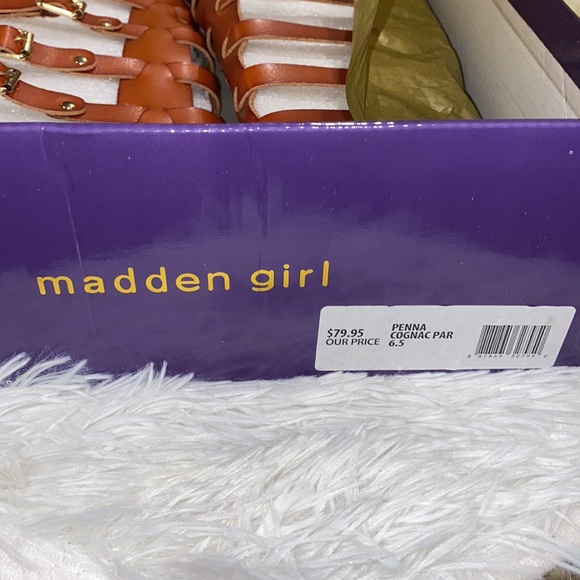 madden girl
$79.95 PENNA
OUR PRICE COGNAC PAR
6.5